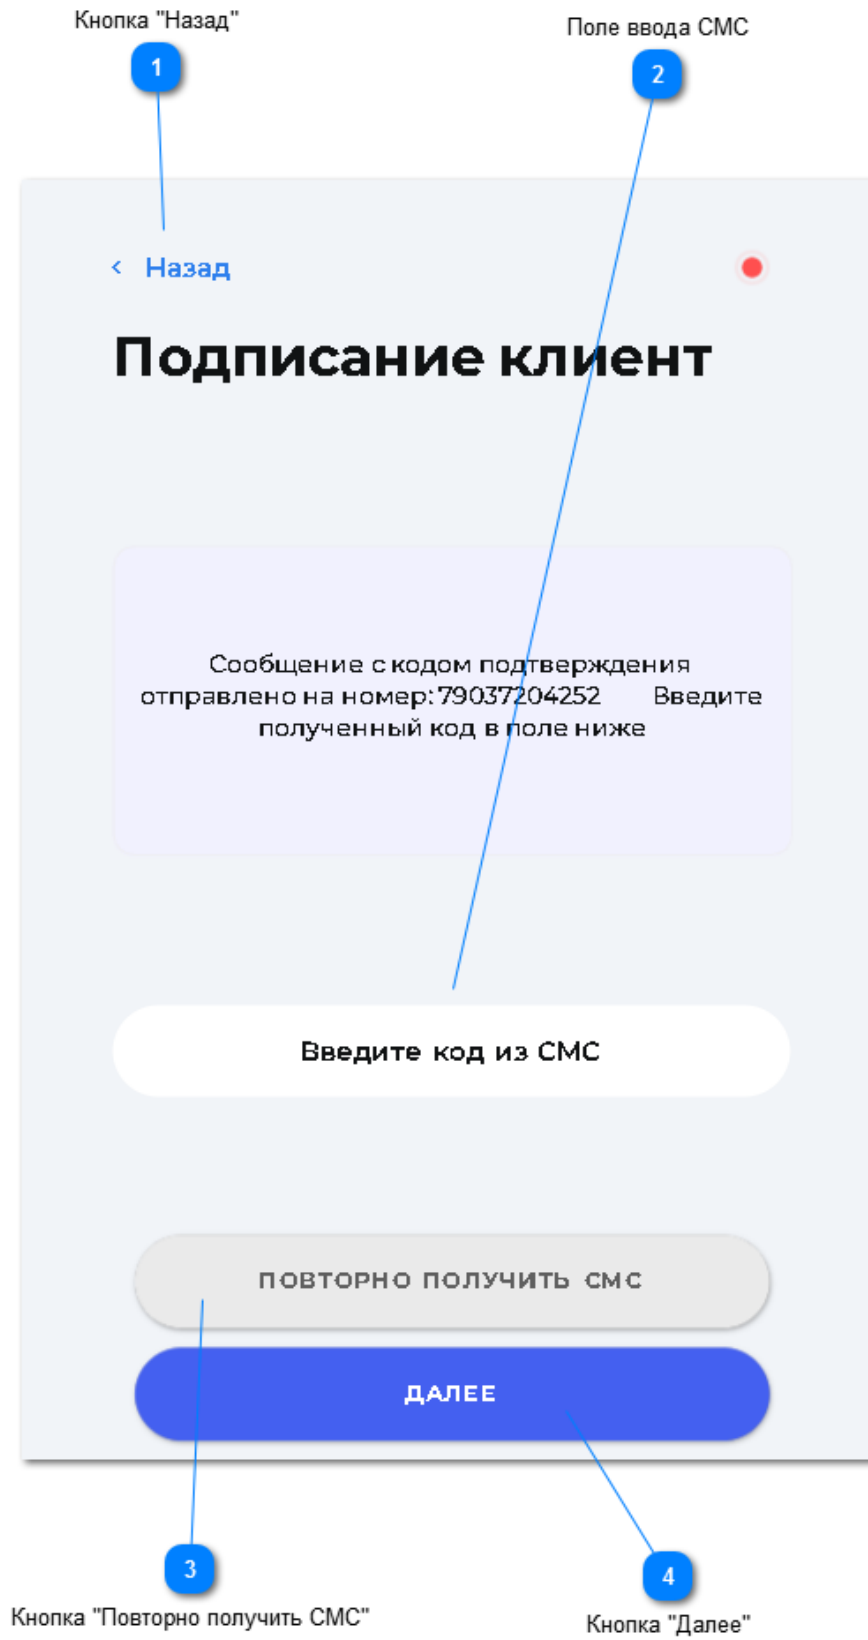 Кнопка "Назад"
Поле ввода СМС
1
2
< Назад
Подписание клиент
Сообщение с кодом подтверждения
отправлено на номер:79037204252 Введите
полученный код в поле ниже
Введите код из СМС
ПОВТОРНО ПОЛУЧИТЬ СМС
ДАЛЕЕ
3
4
Кнопка "Повторно получить СМС"
Кнопка "Далее"